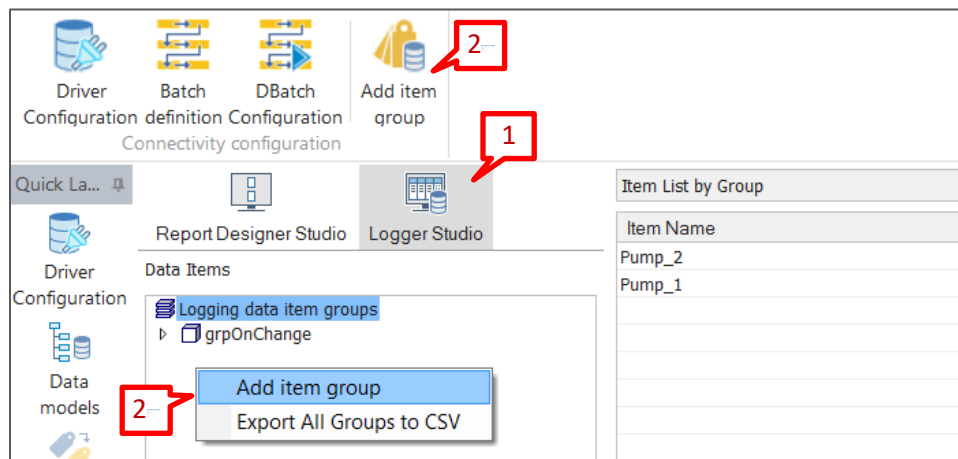 2
Driver Batch DBatch Add item
Configuration definition Configuration group
Connectivity configuration
1
Quick La...
Item List by Group
Report Designer Studio Logger Studio
Item Name
Driver
Configuration
Data Items
Pump_2
Pump_1
Logging data item groups
grpOnChange
Data
models
2
Add item group
Export All Groups to CSV